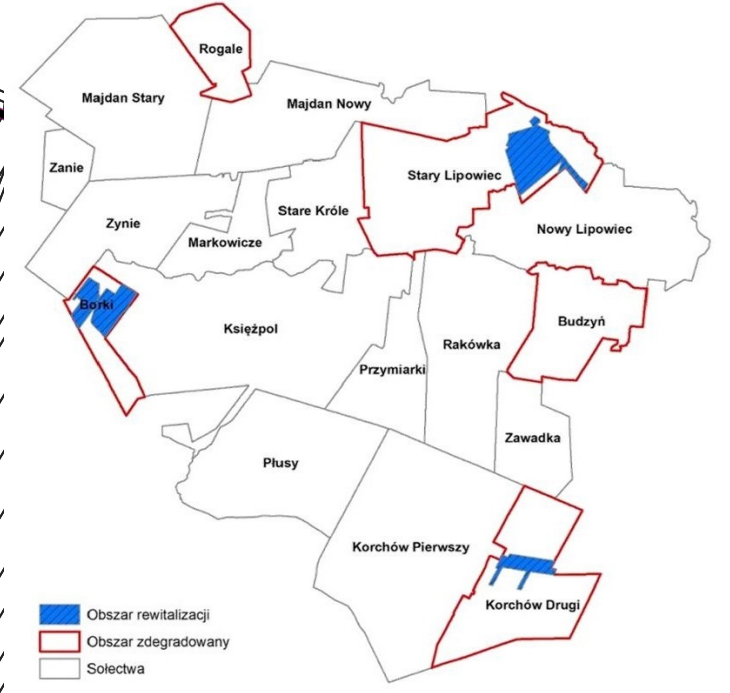 Rogale
Majdan Stary
Majdan Nowy
Zanie
Stary Lipowiec
Stare Króle
Zynie
Nowy Lipowiec
Markowicze
Borki
Budzyń
Księżpol
Rakówka
Przymiarki
Zawadka
Płusy
Korchów Pierwszy
Korchów Drugi
Obszar rewitalizacji
Obszar zdegradowany
Sołectwa